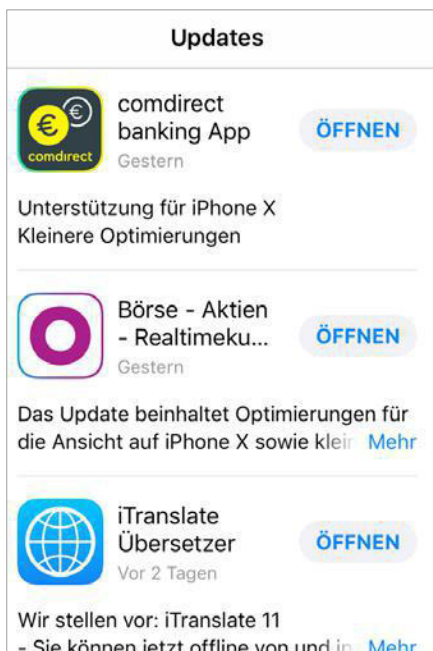 Updates
€ €
comdirect
comdirect
banking App
Gestern
ÖFFNEN
Unterstützung für iPhone X
Kleinere Optimierungen
Börse - Aktien
- Realtimeku...
Gestern
ÖFFNEN
Das Update beinhaltet Optimierungen für
die Ansicht auf iPhone X sowie klein Mehr
iTranslate
Übersetzer
Vor 2 Tagen
ÖFFNEN
Wir stellen vor: iTranslate 11
- Sie können jetzt offline von und in Mehr